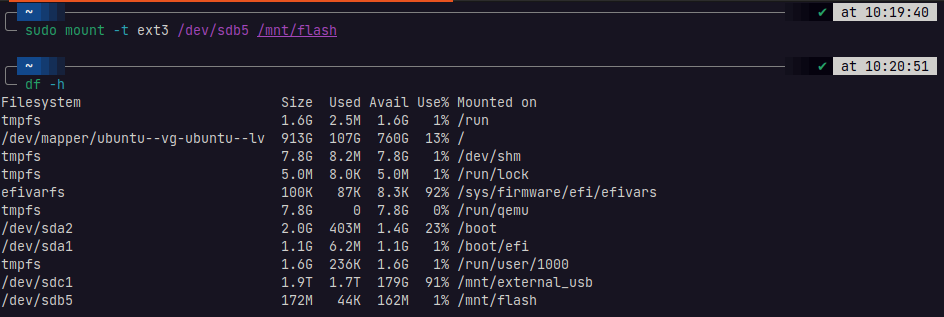 ~ ✔ at 10:19:40
sudo mount -t ext3 /dev/sdb5 /mnt/flash
~ ✔ at 10:20:51
df -h
Filesystem Size Used Avail Use% Mounted on
tmpfs 1.6G 2.5M 1.6G 1% /run
/dev/mapper/ubuntu--vg-ubuntu--lv 913G 107G 760G 13% /
tmpfs 7.8G 8.2M 7.8G 1% /dev/shm
tmpfs 5.0M 8.0K 5.0M 1% /run/lock
efivarfs 100K 87K 8.3K 92% /sys/firmware/efi/efivars
tmpfs 7.8G 0 7.8G 0% /run/qemu
/dev/sda2 2.0G 403M 1.4G 23% /boot
/dev/sda1 1.1G 6.2M 1.1G 1% /boot/efi
tmpfs 1.6G 236K 1.6G 1% /run/user/1000
/dev/sdc1 1.9T 1.7T 179G 91% /mnt/external_usb
/dev/sdb5 172M 44K 162M 1% /mnt/flash